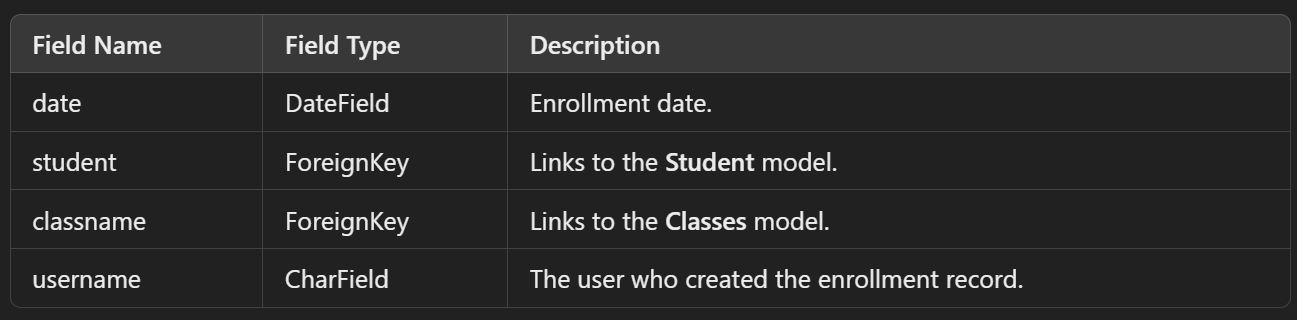 Field Name Field Type Description
date DateField Enrollment date.
student ForeignKey Links to the Student model.
classname ForeignKey Links to the Classes model.
username CharField The user who created the enrollment record.